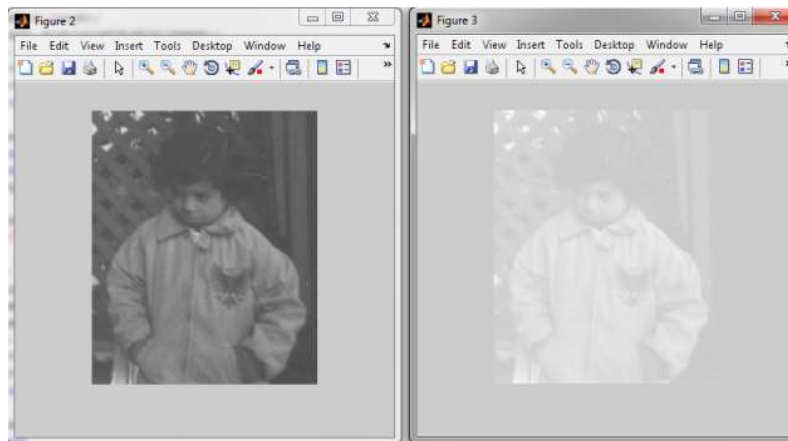 Figure 2
File Edit View Insert Tools Desktop Window Help
Figure 3
File Edit View Insert Tools Desktop Window Help